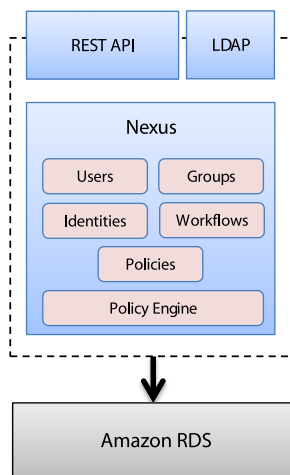 REST API
LDAP
Nexus
Users
Groups
Identities
Workflows
Policies
Policy Engine
Amazon RDS